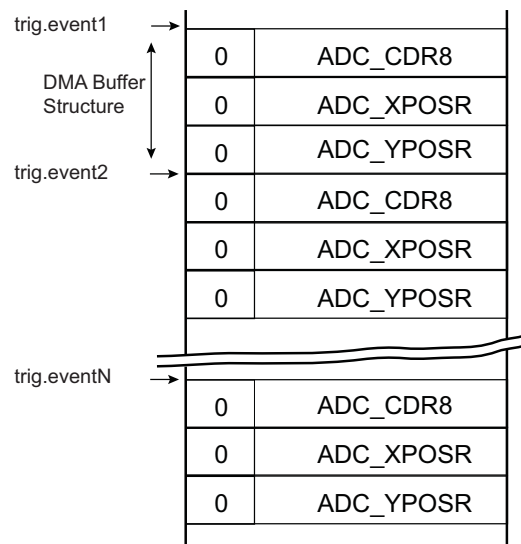 trig.event1
0 ADC_CDR8
DMA Buffer
Structure
0 ADC_XPOSR
0 ADC_YPOSR
trig.event2
0 ADC_CDR8
0 ADC_XPOSR
0 ADC_YPOSR
trig.eventN
0 ADC_CDR8
0 ADC_XPOSR
0 ADC_YPOSR